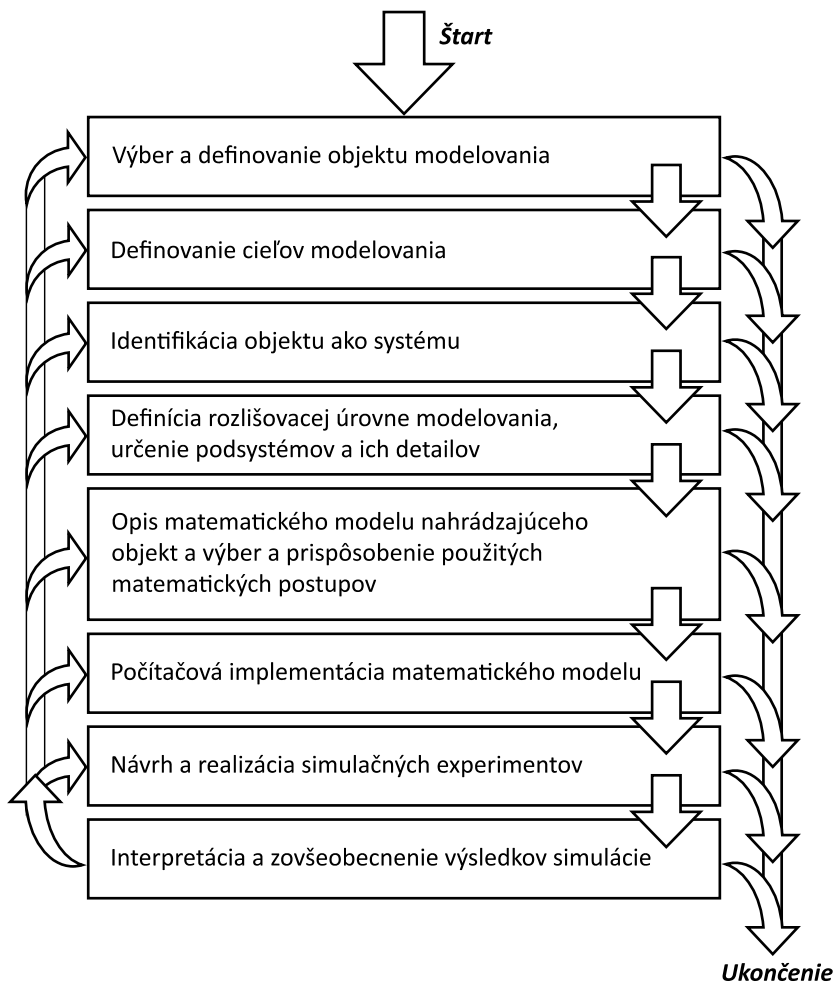 Štart
Výber a definovanie objektu modelovania
Definovanie cieľov modelovania
Identifikácia objektu ako systému
Definícia rozlišovacej úrovne modelovania,
určenie podsystémov a ich detailov
Opis matematického modelu nahrádzajúceho
objekt a výber a prispôsobenie použitých
matematických postupov
Počítačová implementácia matematického modelu
Návrh a realizácia simulačných experimentov
Interpretácia a zovšeobecnenie výsledkov simulácie
Ukončenie